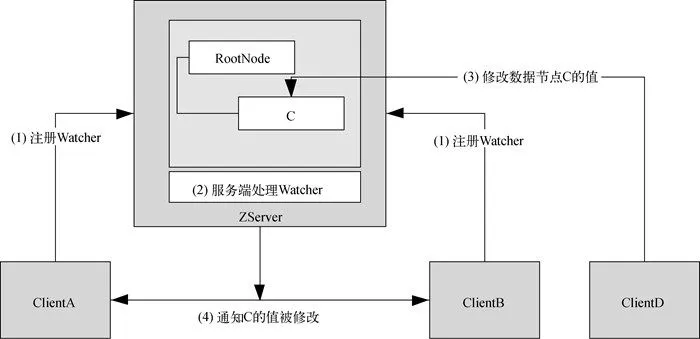 RootNode
(3) 修改数据节点C的值
C
(1) 注册Watcher
(1) 注册Watcher
(2) 服务端处理Watcher
ZServer
ClientA
ClientB
ClientD
(4) 通知C的值被修改